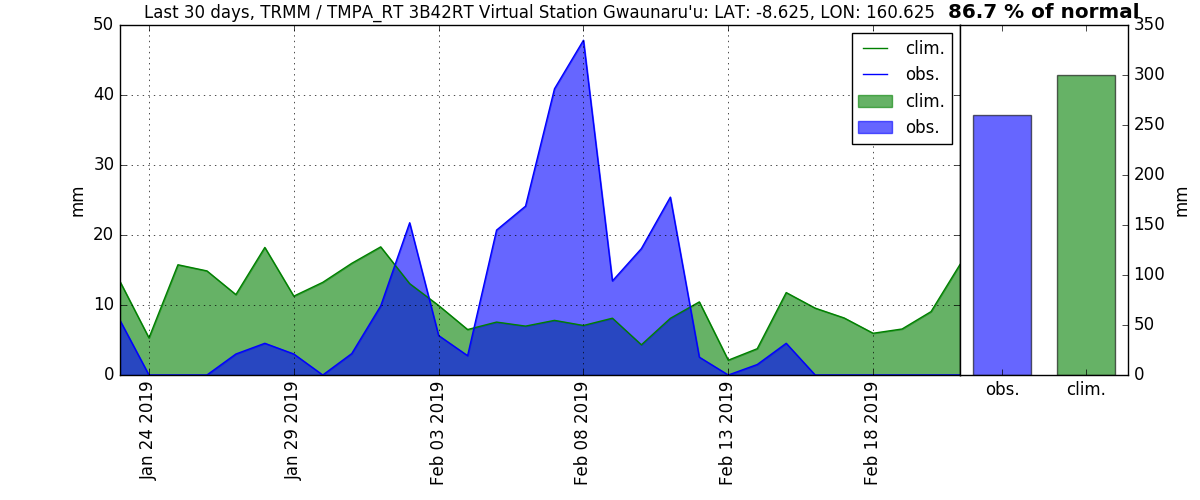 Last 30 days, TRMM / TMPA_RT 3B42RT Virtual Station Gwaunaru'u: LAT: -8.625, LON: 160.625
86.7 % of normal
50
40
30
20
10
0
mm
clim.
obs.
clim.
obs.
Jan 24 2019
Jan 29 2019
Feb 03 2019
Feb 08 2019
Feb 13 2019
Feb 18 2019
350
300
250
200
150
100
50
0
mm
obs.
clim.